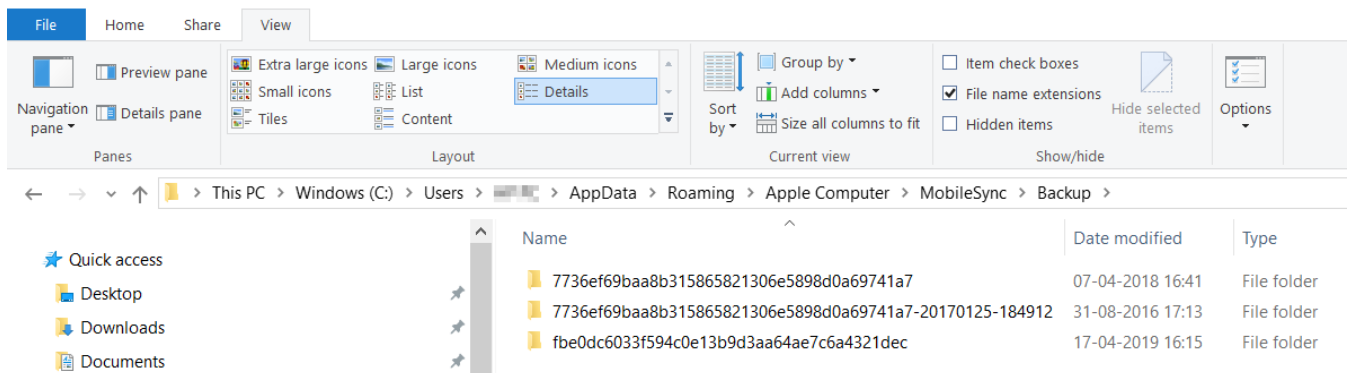 File Home Share View
Navigation pane
Preview pane
Details pane
Panes
Extra large icons Large icons Medium icons
Small icons List Details
Tiles Content
Layout
Sort by
Group by
Add columns
Size all columns to fit
Current view
Item check boxes
File name extensions
Hidden items
Hide selected items
Show/hide
Options
This PC > Windows (C:) > Users > > AppData > Roaming > Apple Computer > MobileSync > Backup >
Quick access
Desktop
Downloads
Documents
Name Date modified Type
7736ef69baa8b315865821306e5898d0a69741a7 07-04-2018 16:41 File folder
7736ef69baa8b315865821306e5898d0a69741a7-20170125-184912 31-08-2016 17:13 File folder
fbe0dc6033f594c0e13b9d3aa64ae7c6a4321dec 17-04-2019 16:15 File folder